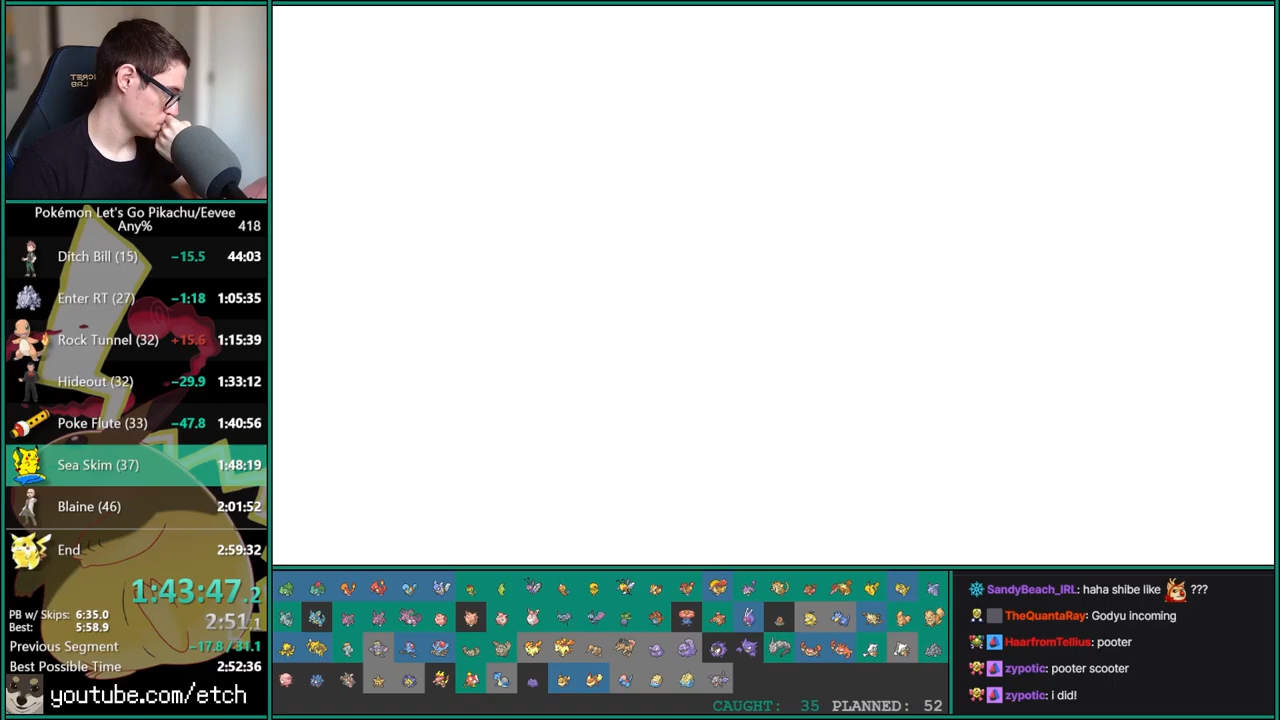 Pokémon Let's Go Pikachu/Eevee
Any% 418
Ditch Bill (15) −15.5 44:03
Enter RT (27) −1:18 1:05:35
Rock Tunnel (32) +15.6 1:15:39
Hideout (32) −29.9 1:33:12
Poke Flute (33) −47.8 1:40:56
Sea Skim (37) 1:48:19
Blaine (46) 2:01:52
End 2:59:32
1:43:47.2
PB w/ Skips: 6:35.0 2:51.1
Best: 5:58.9
Previous Segment −17.8/31.1
Best Possible Time 2:52:36
youtube.com/etch
CAUGHT: 35 PLANNED: 52
SandyBeach_IRL: haha shibe like ???
TheQuantaRay: Godyu incoming
HaarfromTellius: pooter
zypotic: pooter scooter
zypotic: i did!